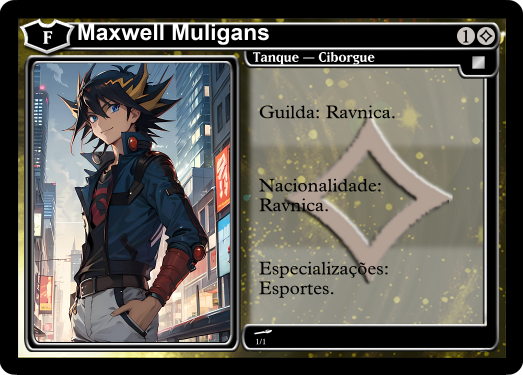 F
Maxwell Muligans
1
Tanque — Ciborgue
Guilda: Ravnica.
Nacionalidade:
Ravnica.
Especializações:
Esportes.
1/1